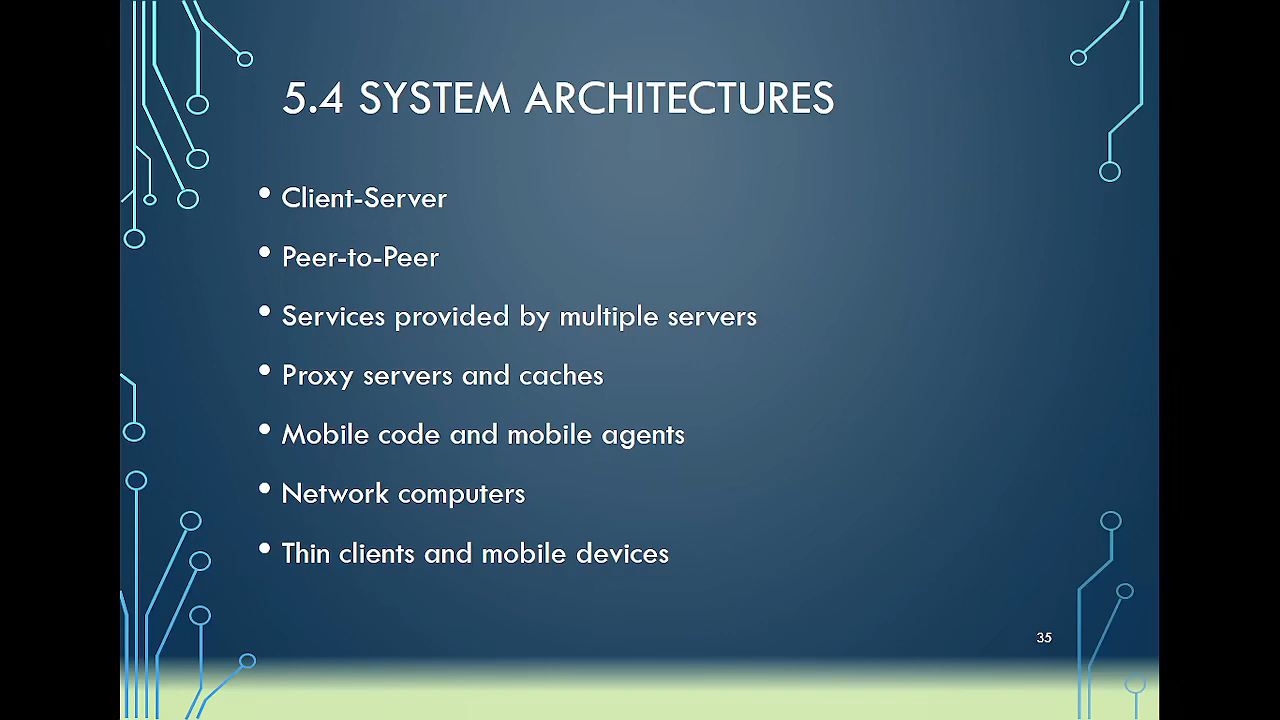 5.4 SYSTEM ARCHITECTURES
• Client-Server
• Peer-to-Peer
• Services provided by multiple servers
• Proxy servers and caches
• Mobile code and mobile agents
• Network computers
• Thin clients and mobile devices
35